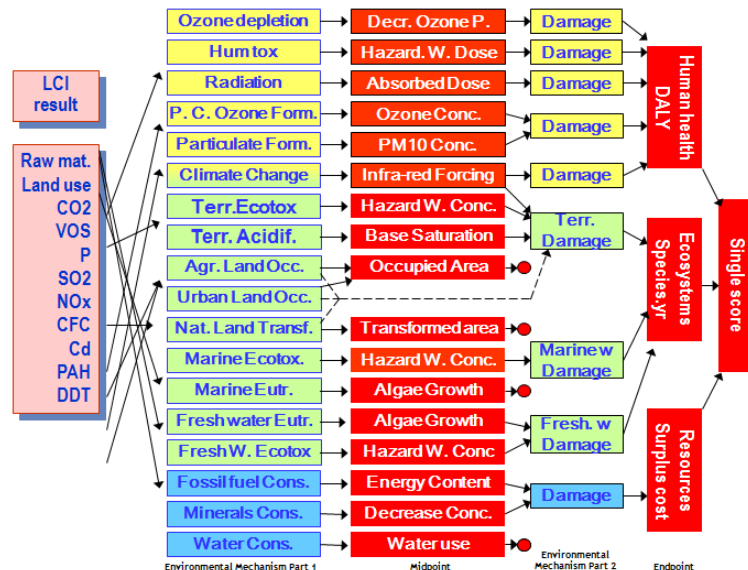 LCI
result
Raw mat.
Land use
CO2
VOS
P
SO2
NOx
CFC
Cd
PAH
DDT
Ozone depletion
Hum tox
Radiation
P. C. Ozone Form.
Particulate Form.
Climate Change
Terr.Ecotox
Terr. Acidif.
Agr. Land Occ.
Urban Land Occ.
Nat. Land Transf.
Marine Ecotox.
Marine Eutr.
Freshwater Eutr.
Fresh W. Ecotox
Fossil fuel Cons.
Minerals Cons.
Water Cons.
Environmental Mechanism Part 1
Decr. Ozone P.
Hazard. W. Dose
Absorbed Dose
Ozone Conc.
PM10 Conc.
Infra-red Forcing
Hazard W. Conc.
Base Saturation
Occupied Area
Transformed area
Hazard W. Conc.
Algae Growth
Algae Growth
Hazard W. Conc
Energy Content
Decrease Conc.
Water use
Midpoint
Damage
Damage
Damage
Damage
Damage
Terr.
Damage
Marine w
Damage
Fresh. w
Damage
Damage
Environmental
Mechanism Part 2
Human health
DALY
Ecosystems
Species.yr
Resources
Surplus cost
Endpoint
Single score